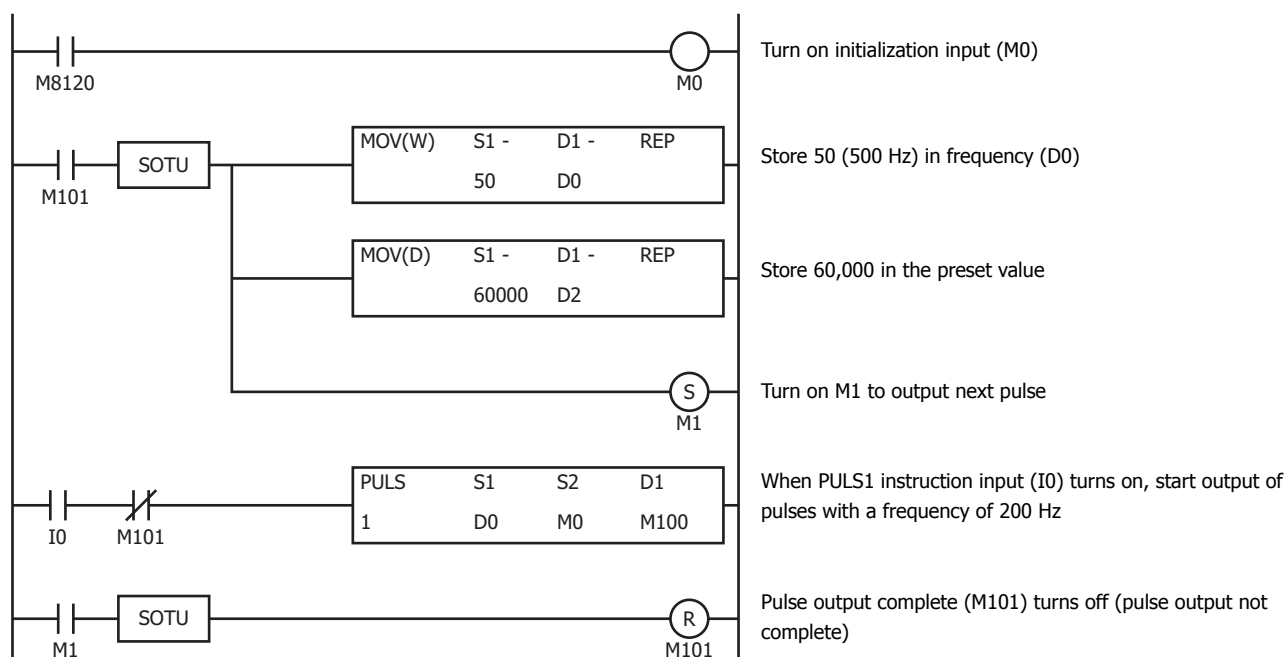 Turn on initialization input (M0)
M8120
M0
MOV(W) S1 - D1 - REP
50 D0
SOTU
M101
Store 50 (500 Hz) in frequency (D0)
MOV(D) S1 - D1 - REP
60000 D2
Store 60,000 in the preset value
S
M1
Turn on M1 to output next pulse
PULS S1 S2 D1
1 D0 M0 M100
I0 M101
When PULS1 instruction input (I0) turns on, start output of
pulses with a frequency of 200 Hz
SOTU
R
M1
M101
Pulse output complete (M101) turns off (pulse output not
complete)